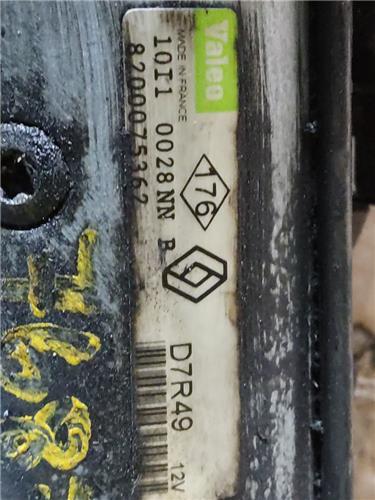 Valeo
MADE IN FRANCE
10I1 0028NN B
8200075362
176
D7R49
12V